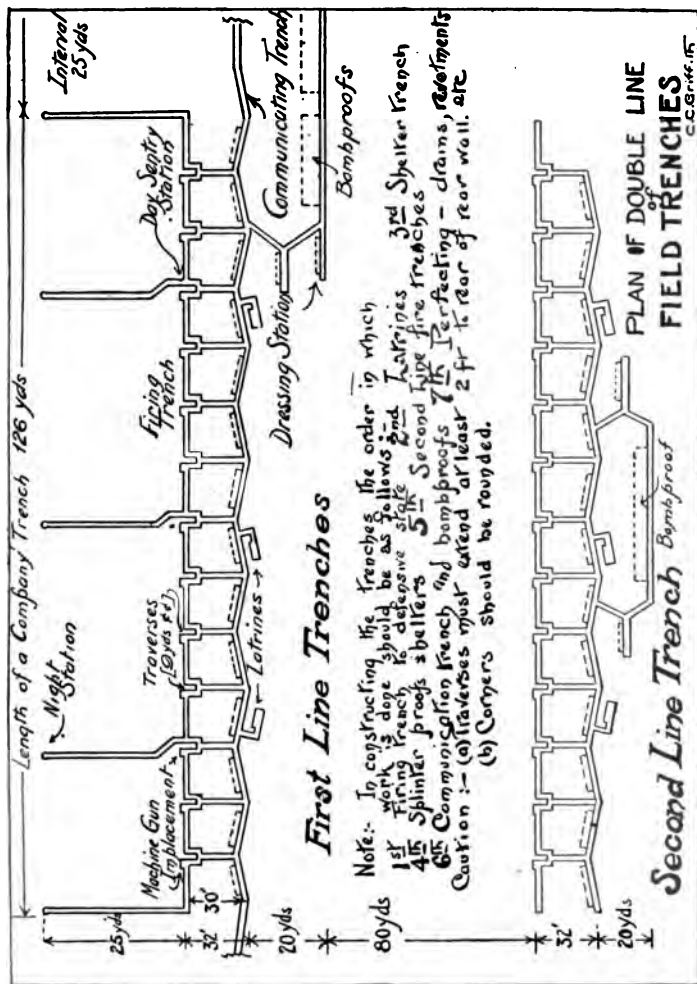 Length of a Company Trench 126 yds
Interval
25 yds
Night
Station
Day Sentry
Station
Machine Gun
Emplacement
Traverses
Firing
Trench
25 yds
32'
30'
20 yds
80 yds
32'
20 yds
Latrines
Communicating Trench
Bombproofs
Dressing Station
First Line Trenches
Note:- In constructing the trenches the order in which
work is done should be as follows:-
1st Firing trench to defensive state 2nd Latrines 3rd Shelter trench
4th Splinter proofs shelters 5th Second Line fire trenches
6th Communication trench and bombproofs 7th Perfecting - drains, revetments etc
Caution:- (a) Traverses must extend at least 2 ft to rear of rear wall.
(b) Corners should be rounded.
Second Line Trench
Bombproof
PLAN OF DOUBLE LINE
of
FIELD TRENCHES